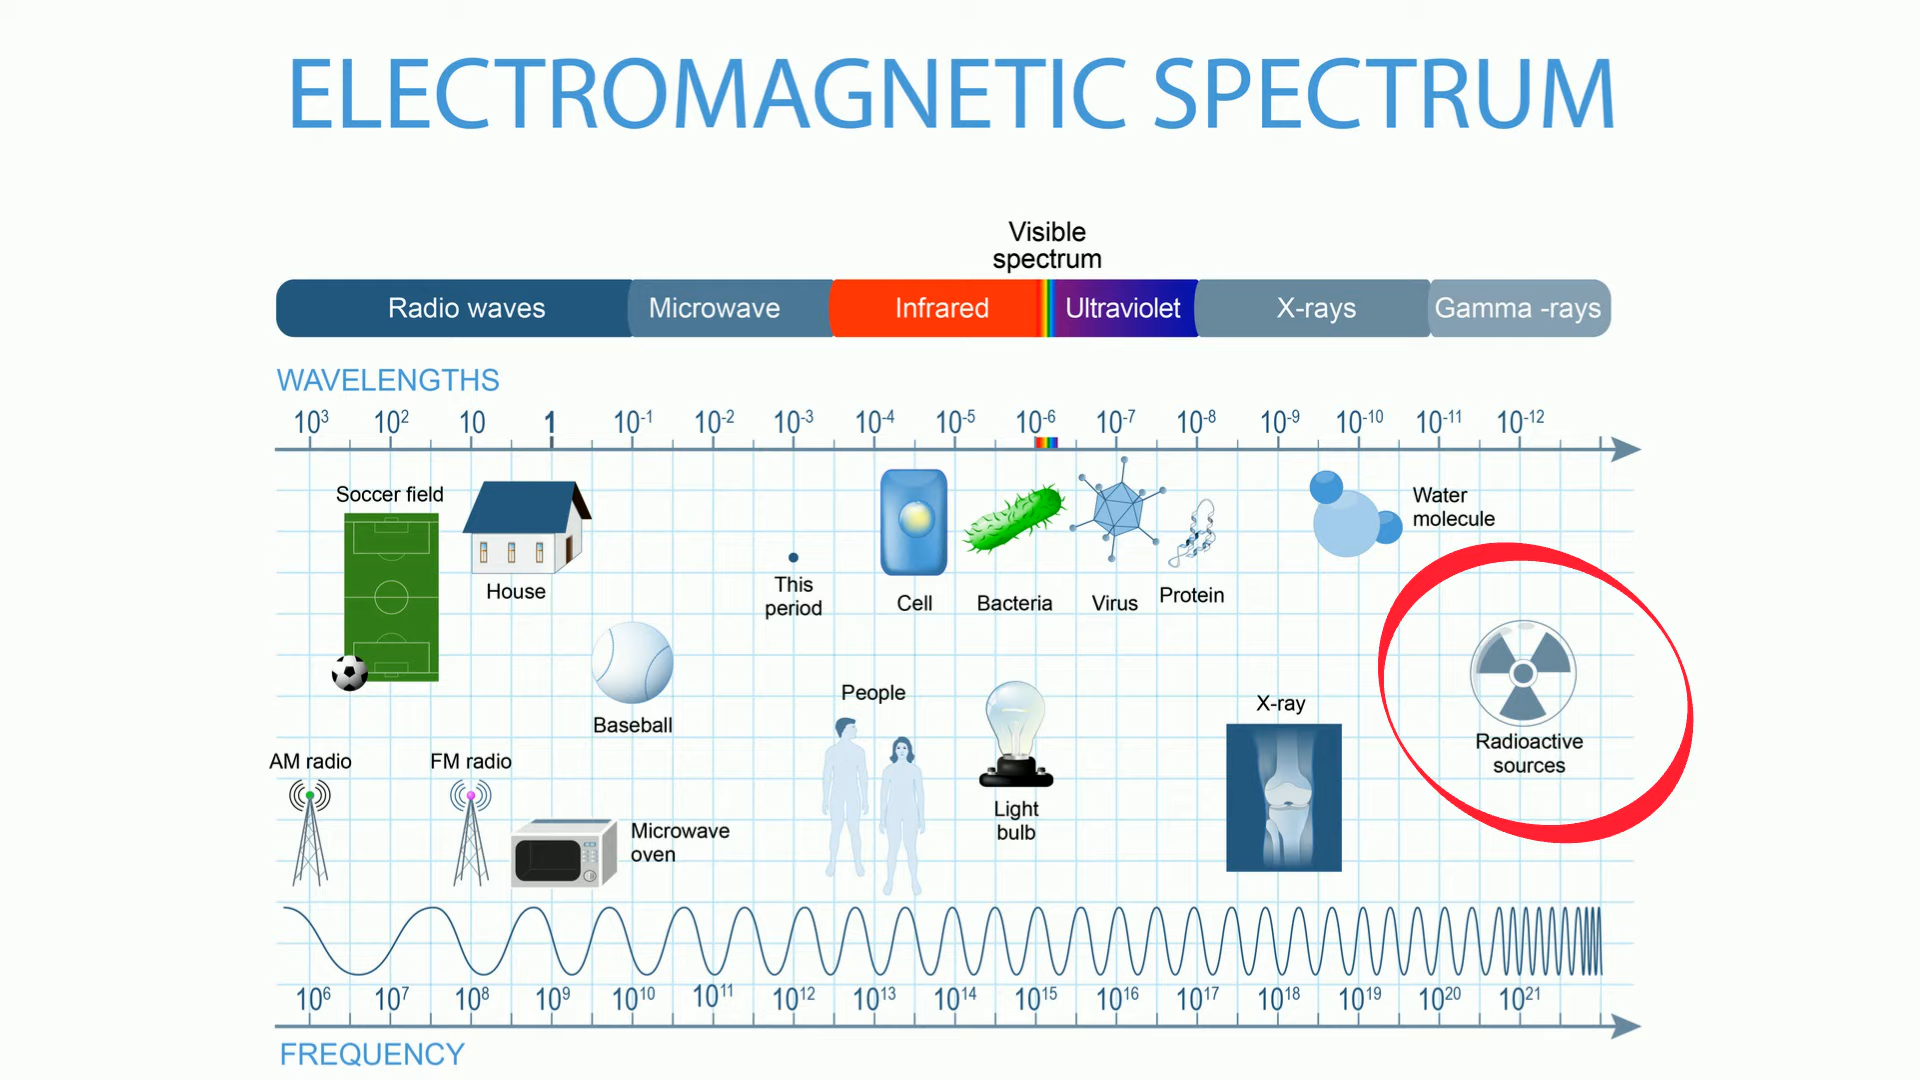 ELECTROMAGNETIC SPECTRUM
Visible
spectrum
Radio waves Microwave Infrared Ultraviolet X-rays Gamma -rays
WAVELENGTHS
10³ 10² 10 1 10⁻¹ 10⁻² 10⁻³ 10⁻⁴ 10⁻⁵ 10⁻⁶ 10⁻⁷ 10⁻⁸ 10⁻⁹ 10⁻¹⁰ 10⁻¹¹ 10⁻¹²
Soccer field
House
Baseball
This
period
Cell
Bacteria
Virus
Protein
Water
molecule
AM radio
FM radio
Microwave
oven
People
Light
bulb
X-ray
Radioactive
sources
10⁶ 10⁷ 10⁸ 10⁹ 10¹⁰ 10¹¹ 10¹² 10¹³ 10¹⁴ 10¹⁵ 10¹⁶ 10¹⁷ 10¹⁸ 10¹⁹ 10²⁰ 10²¹
FREQUENCY